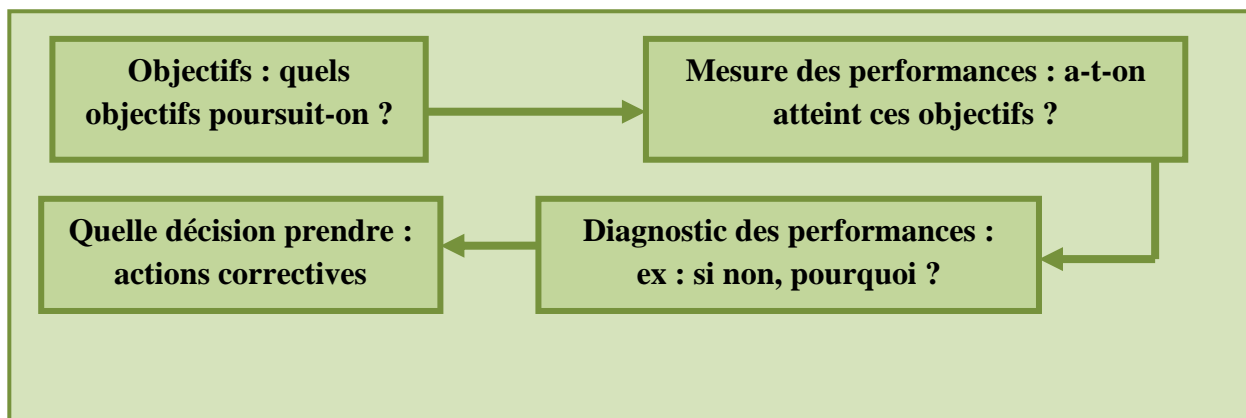 Objectifs : quels
objectifs poursuit-on ?
Mesure des performances : a-t-on
atteint ces objectifs ?
Quelle décision prendre :
actions correctives
Diagnostic des performances :
ex : si non, pourquoi ?